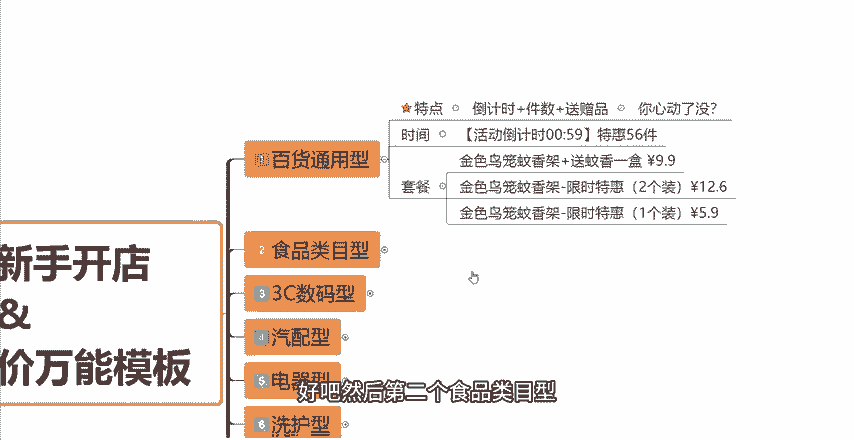 特点 倒计时+件数+送赠品 你心动了没?
时间 【活动倒计时00:59】特惠56件
1 百货通用型
金色鸟笼蚊香架+送蚊香一盒 ¥9.9
套餐 金色鸟笼蚊香架-限时特惠（2个装）¥12.6
金色鸟笼蚊香架-限时特惠（1个装）¥5.9
新手开店
&
价万能模板
2 食品类目型
3 3C数码型
4 汽配型
5 电器型
6 洗护型
好吧然后第二个食品类目型